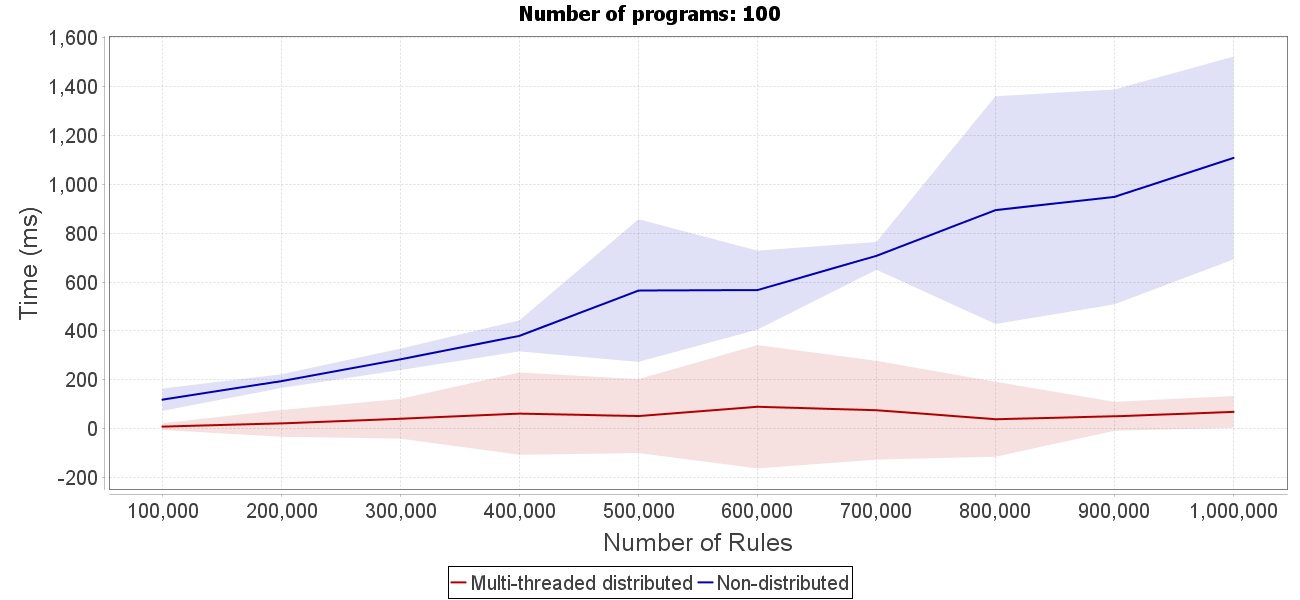 Number of programs: 100
1,600
1,400
1,200
1,000
800
600
400
200
0
-200
Time (ms)
100,000 200,000 300,000 400,000 500,000 600,000 700,000 800,000 900,000 1,000,000
Number of Rules
Multi-threaded distributed Non-distributed